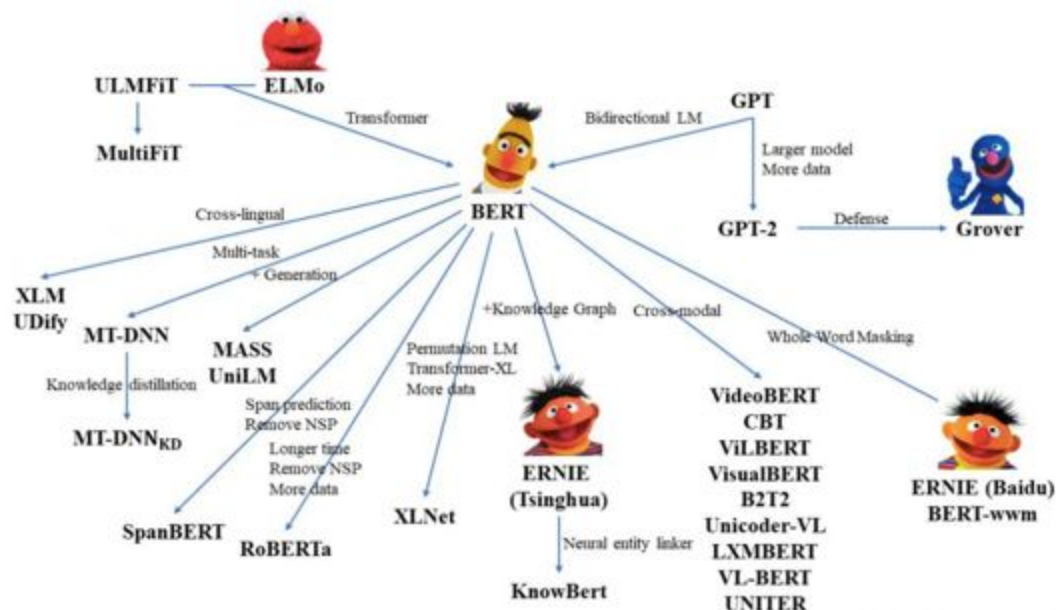 ULMFiT
ELMo
MultiFiT
Transformer
Bidirectional LM
GPT
Larger model
More data
BERT
GPT-2
Defense
Grover
Cross-lingual
Multi-task
+ Generation
XLM
UDify
MT-DNN
MASS
UniLM
Knowledge distillation
MT-DNNKD
Span prediction
Remove NSP
Longer time
Remove NSP
More data
Permutation LM
Transformer-XL
More data
+Knowledge Graph
Cross-modal
Whole Word Masking
SpanBERT
RoBERTa
XLNet
ERNIE
(Tsinghua)
Neural entity linker
KnowBert
VideoBERT
CBT
ViLBERT
VisualBERT
B2T2
Unicoder-VL
LXMBERT
VL-BERT
UNITER
ERNIE (Baidu)
BERT-wwm